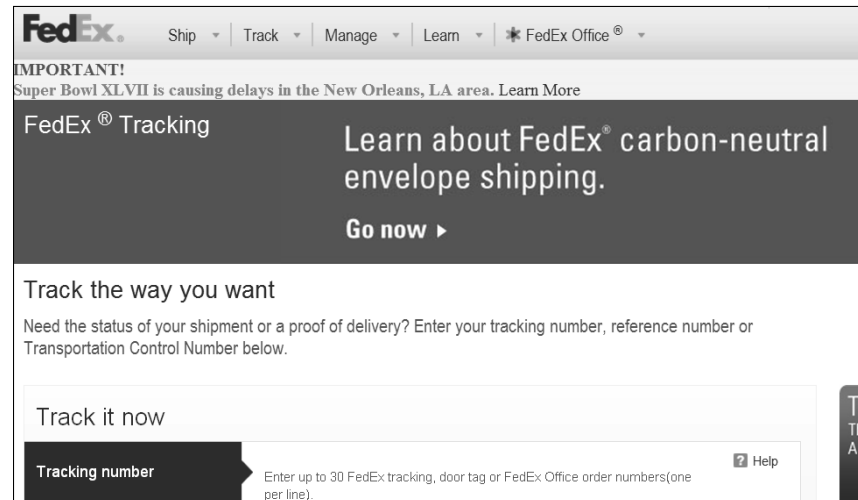 FedEx®
Ship Track Manage Learn FedEx Office ®
IMPORTANT!
Super Bowl XLVII is causing delays in the New Orleans, LA area. Learn More
FedEx ® Tracking
Learn about FedEx® carbon-neutral
envelope shipping.
Go now
Track the way you want
Need the status of your shipment or a proof of delivery? Enter your tracking number, reference number or
Transportation Control Number below.
Track it now
Tracking number
? Help
Enter up to 30 FedEx tracking, door tag or FedEx Office order numbers(one
per line).